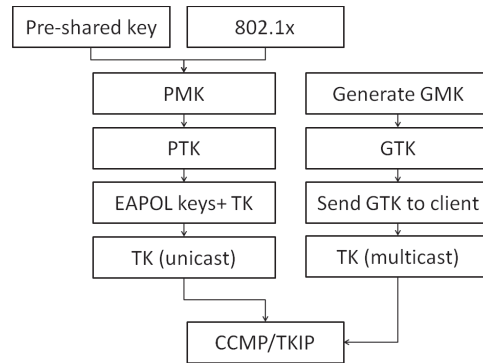 Pre-shared key
802.1x
PMK
Generate GMK
PTK
GTK
EAPOL keys+ TK
Send GTK to client
TK (unicast)
TK (multicast)
CCMP/TKIP